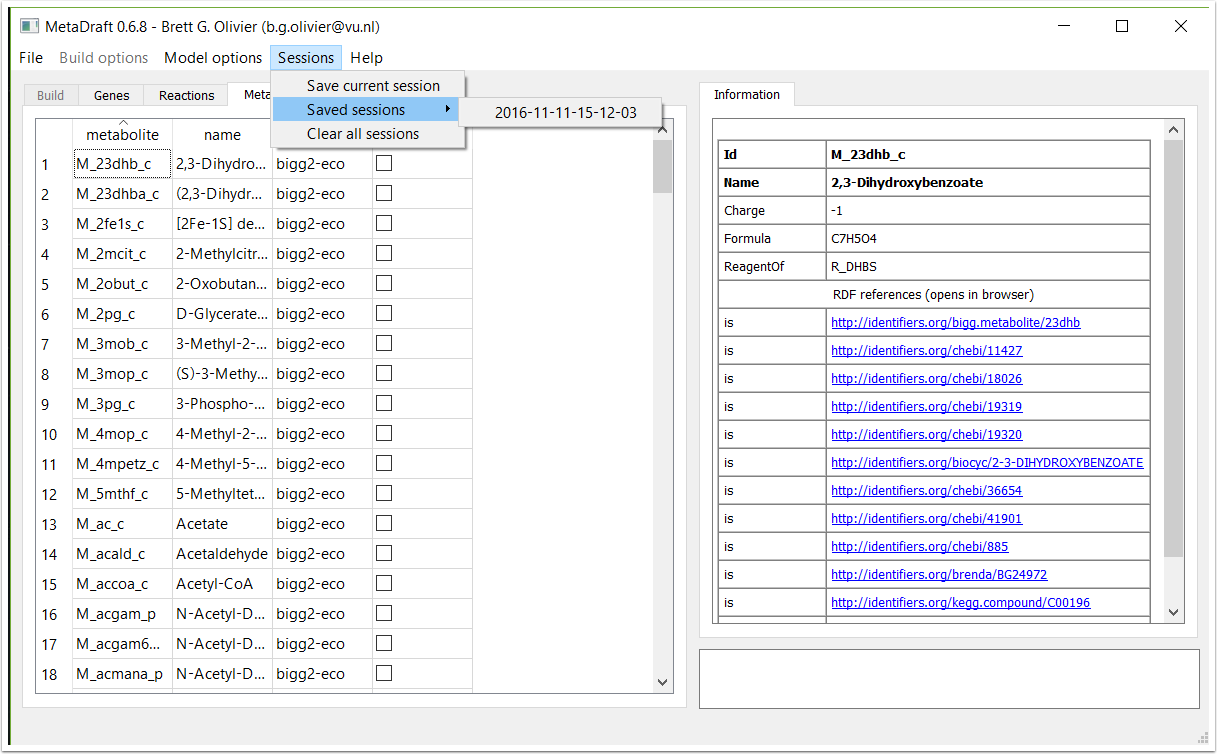 MetaDraft 0.6.8 - Brett G. Olivier (b.g.olivier@vu.nl)
File Build options Model options Sessions Help
Save current session
Saved sessions
2016-11-11-15-12-03
Clear all sessions
Build Genes Reactions Meta
metabolite name
1 M_23dhb_c 2,3-Dihydro... bigg2-eco
2 M_23dhba_c (2,3-Dihydr... bigg2-eco
3 M_2fe1s_c [2Fe-1S] de... bigg2-eco
4 M_2mcit_c 2-Methylcitr... bigg2-eco
5 M_2obut_c 2-Oxobutan... bigg2-eco
6 M_2pg_c D-Glycerate... bigg2-eco
7 M_3mob_c 3-Methyl-2-... bigg2-eco
8 M_3mop_c (S)-3-Methy... bigg2-eco
9 M_3pg_c 3-Phospho-... bigg2-eco
10 M_4mop_c 4-Methyl-2-... bigg2-eco
11 M_4mpetz_c 4-Methyl-5-... bigg2-eco
12 M_5mthf_c 5-Methyltet... bigg2-eco
13 M_ac_c Acetate bigg2-eco
14 M_acald_c Acetaldehyde bigg2-eco
15 M_accoa_c Acetyl-CoA bigg2-eco
16 M_acgam_p N-Acetyl-D... bigg2-eco
17 M_acgam6... N-Acetyl-D... bigg2-eco
18 M_acmana_p N-Acetyl-D... bigg2-eco
Information
Id M_23dhb_c
Name 2,3-Dihydroxybenzoate
Charge -1
Formula C7H5O4
ReagentOf R_DHBS
RDF references (opens in browser)
is http://identifiers.org/bigg.metabolite/23dhb
is http://identifiers.org/chebi/11427
is http://identifiers.org/chebi/18026
is http://identifiers.org/chebi/19319
is http://identifiers.org/chebi/19320
is http://identifiers.org/biocyc/2-3-DIHYDROXYBENZOATE
is http://identifiers.org/chebi/36654
is http://identifiers.org/chebi/41901
is http://identifiers.org/chebi/885
is http://identifiers.org/brenda/BG24972
is http://identifiers.org/kegg.compound/C00196